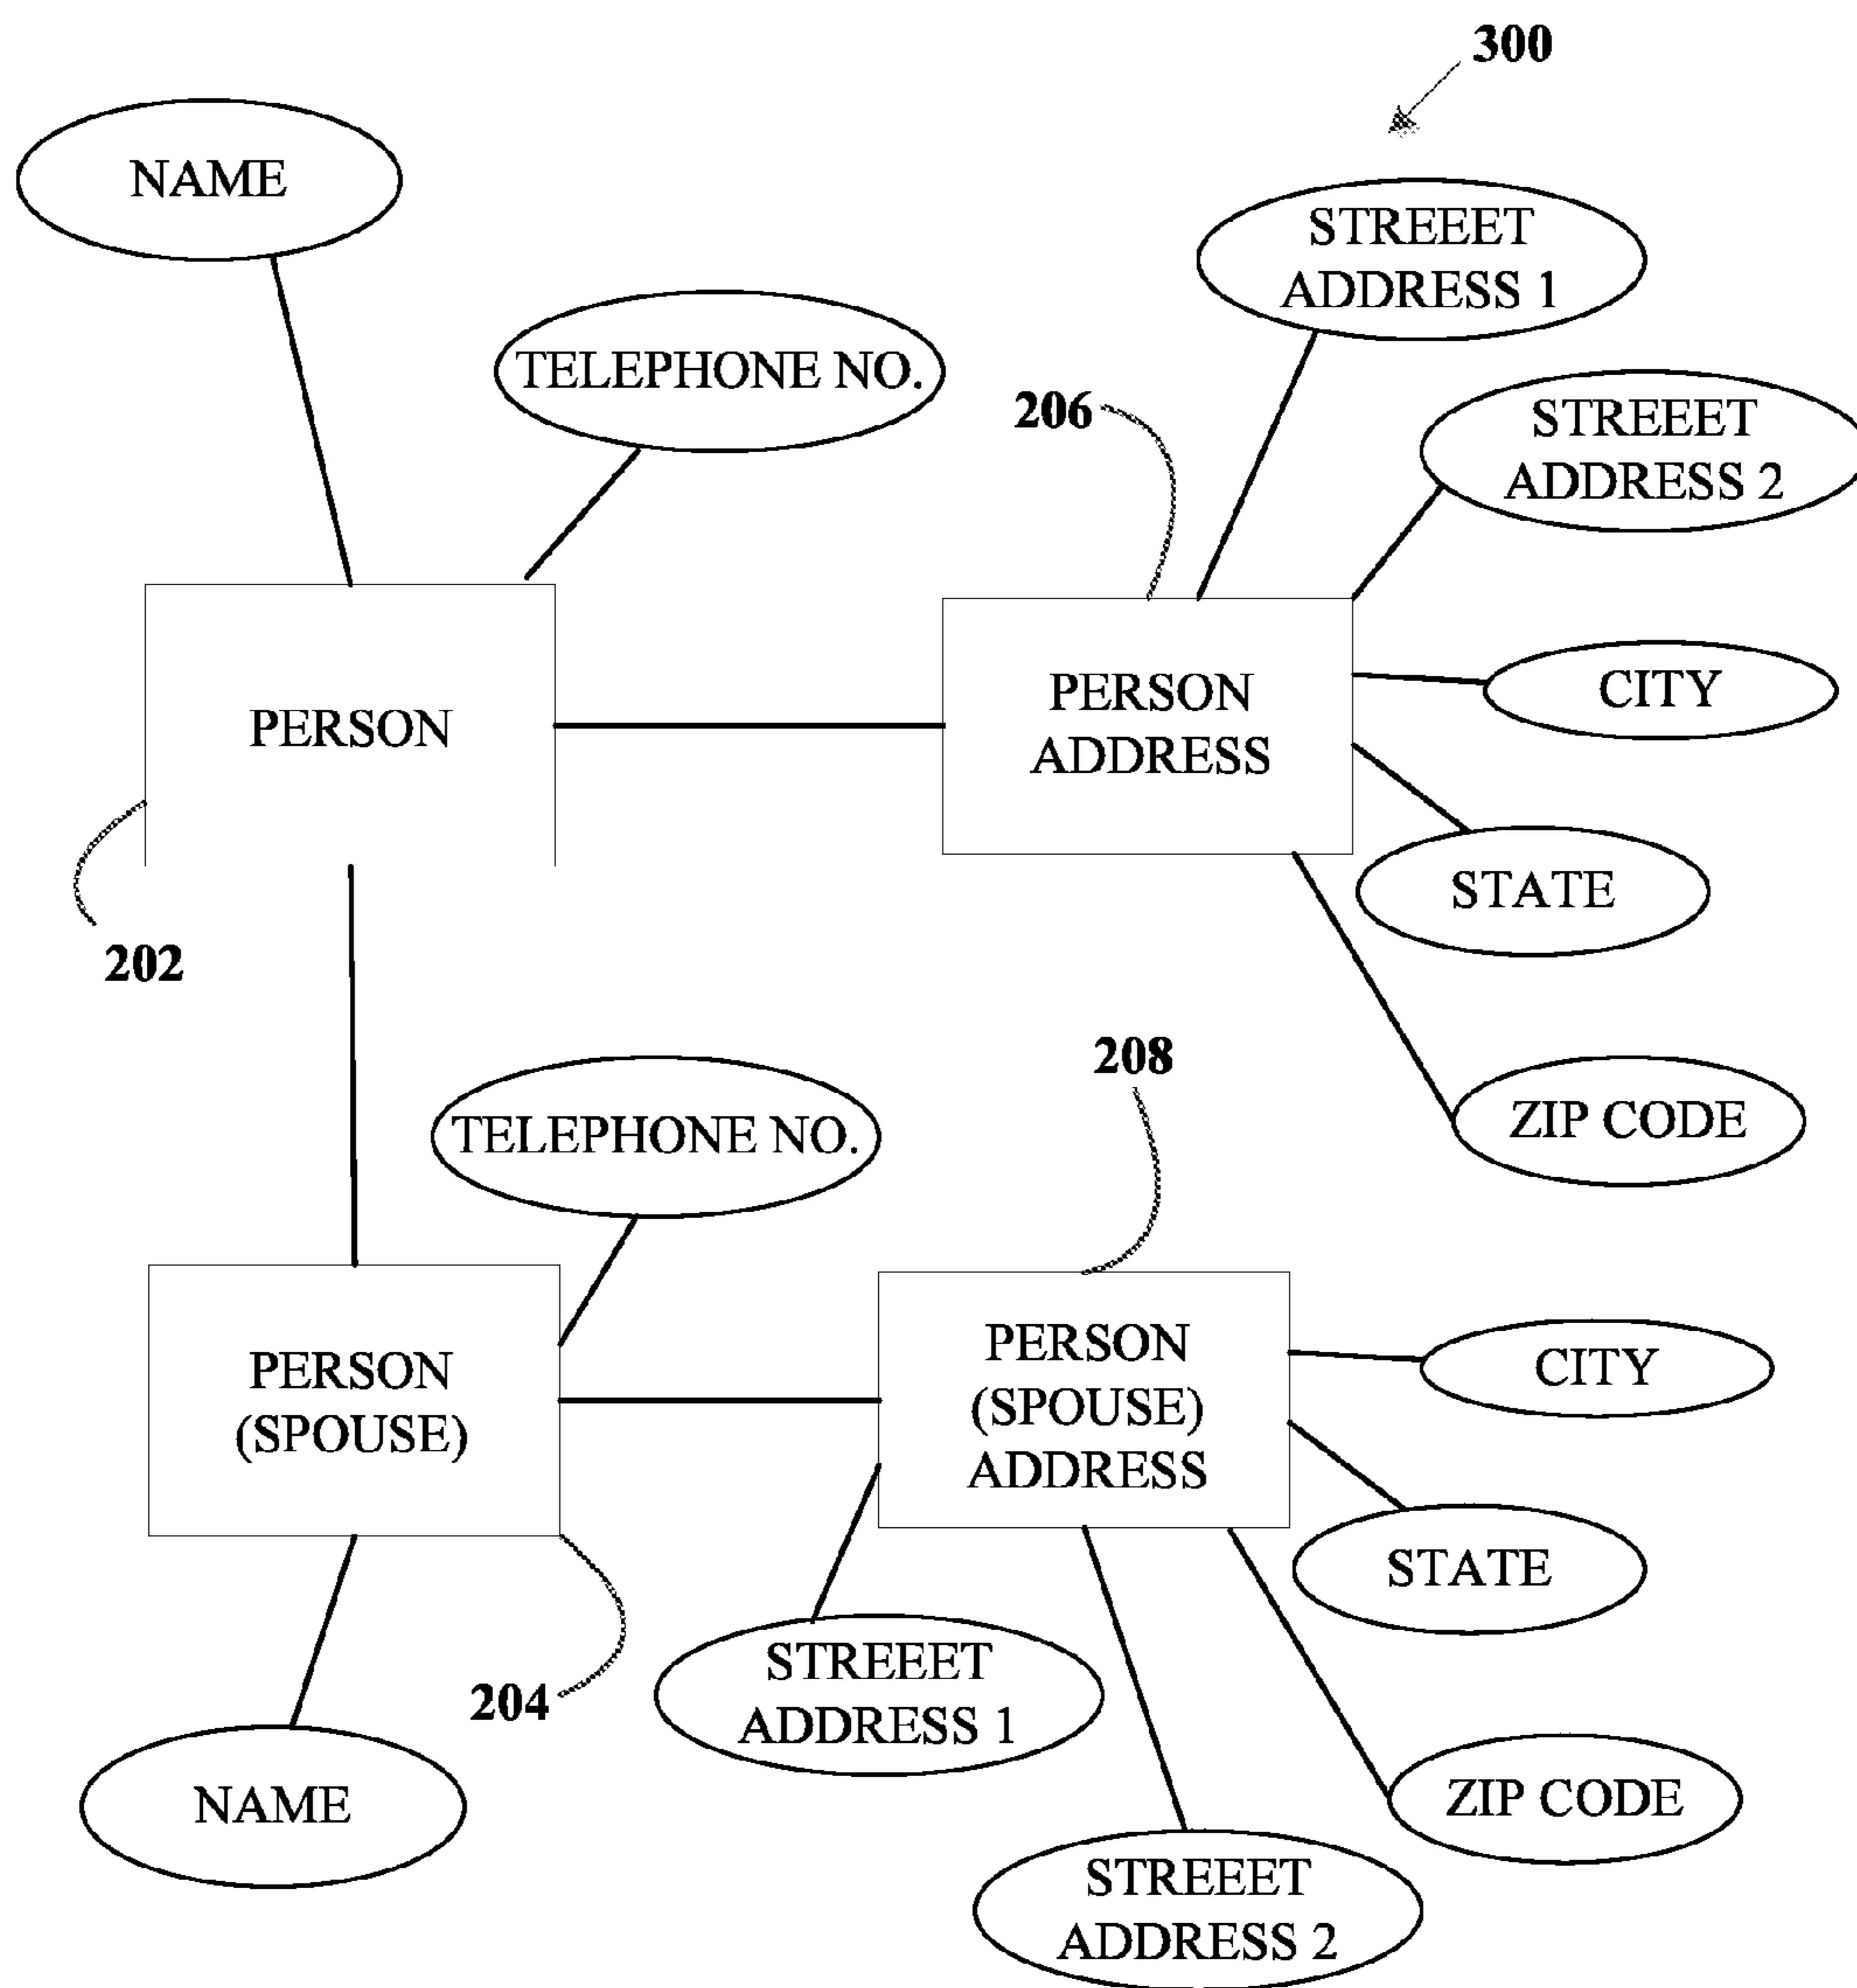 300
NAME
STREEET
ADDRESS 1
TELEPHONE NO.
206
STREEET
ADDRESS 2
PERSON
PERSON
ADDRESS
CITY
STATE
202
ZIP CODE
208
TELEPHONE NO.
PERSON
(SPOUSE)
PERSON
(SPOUSE)
ADDRESS
CITY
STATE
204
STREEET
ADDRESS 1
NAME
ZIP CODE
STREEET
ADDRESS 2